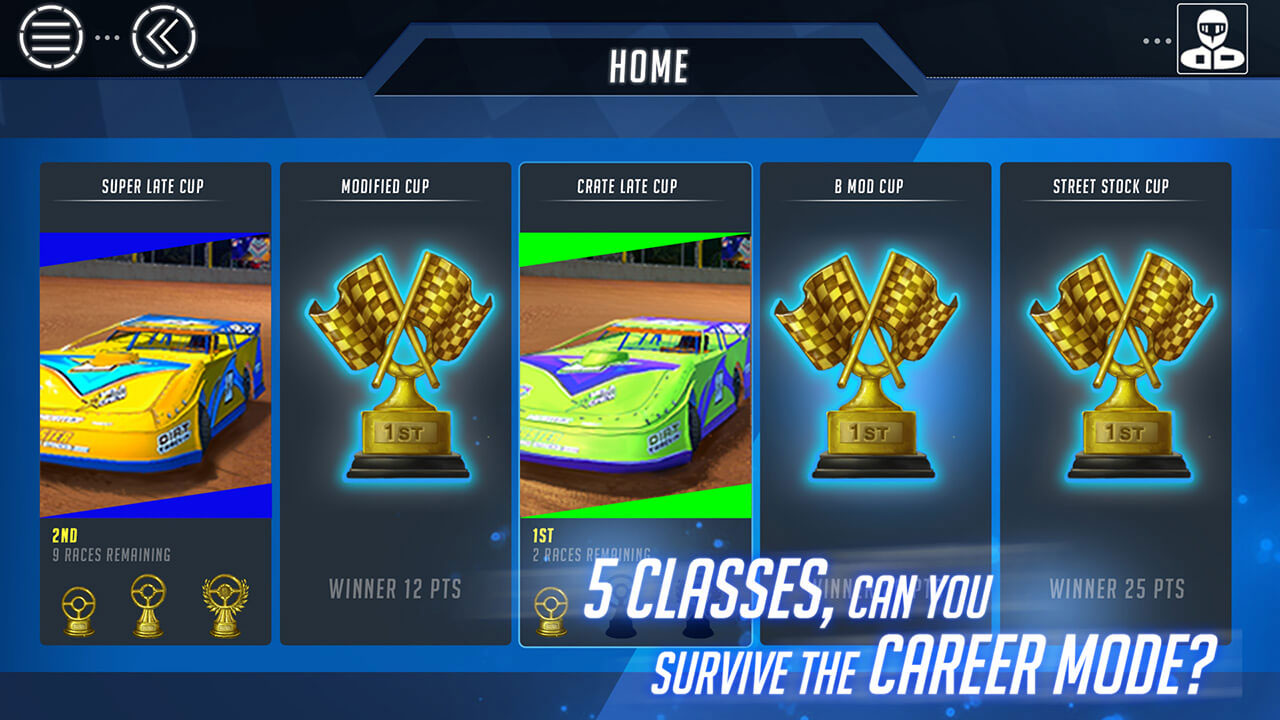 HOME
SUPER LATE CUP
MODIFIED CUP
CRATE LATE CUP
B MOD CUP
STREET STOCK CUP
1ST
1ST
1ST
DIRT
DIRT
2ND
9 RACES REMAINING
1ST
2 RACES REMAINING
WINNER 12 PTS
WINNER 25 PTS
5 CLASSES, CAN YOU
SURVIVE THE CAREER MODE?